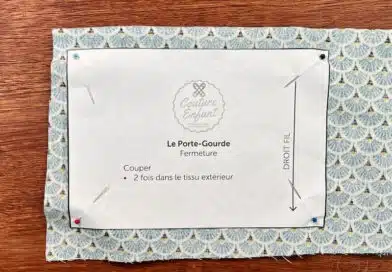 Couture
Enfant
Le Porte-Gourde
Fermeture
Couper
• 2 fois dans le tissu extérieur
DROIT FIL